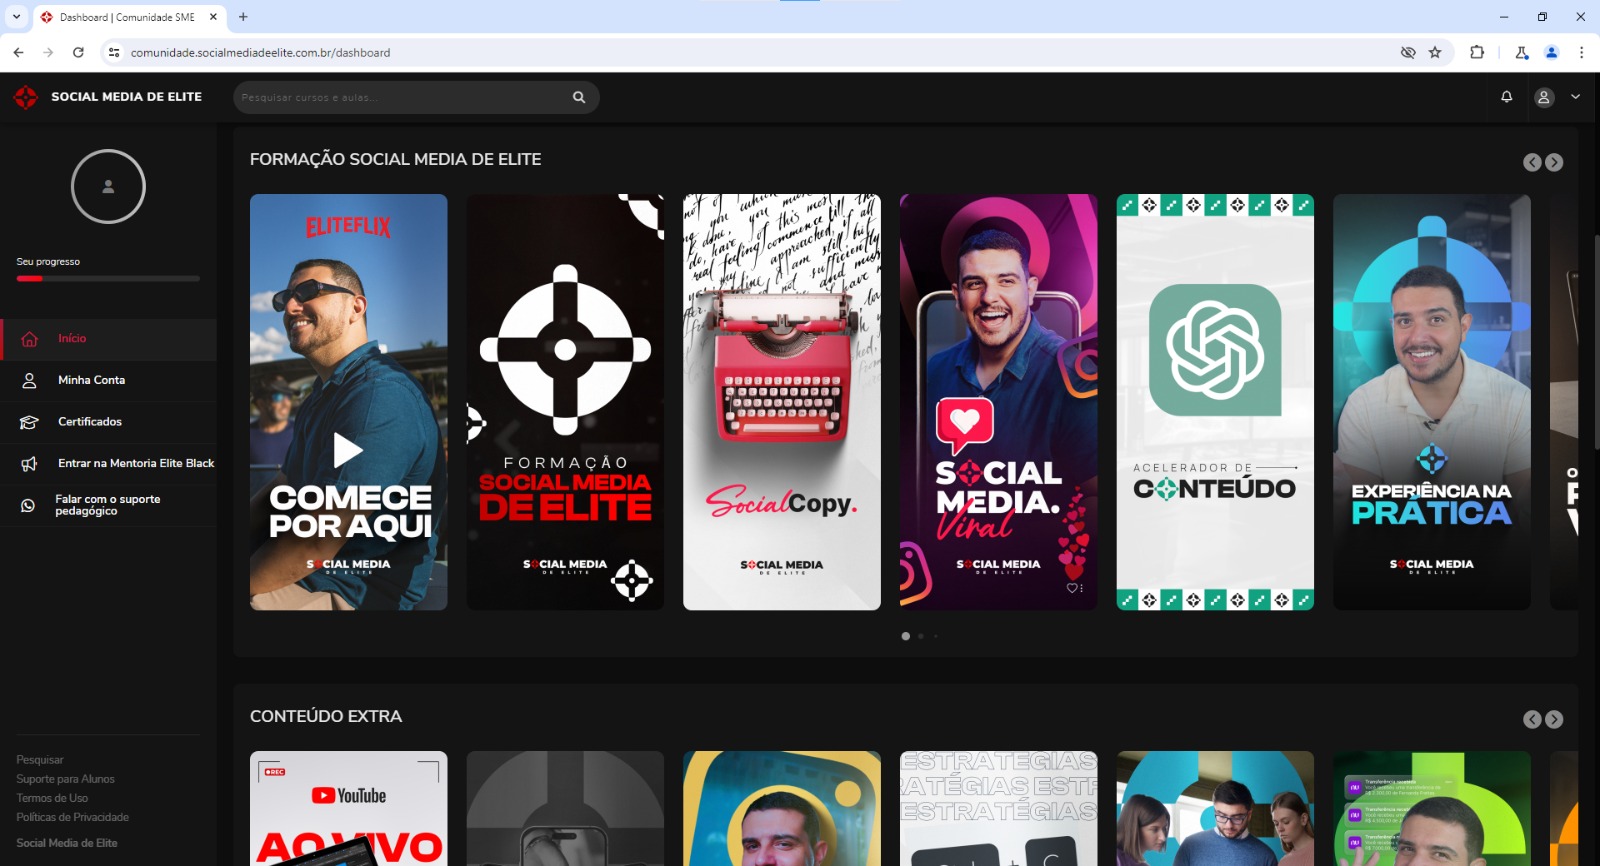 Dashboard | Comunidade SME
comunidade.socialmediadeelite.com.br/dashboard
SOCIAL MEDIA DE ELITE
Pesquisar cursos e aulas...
Seu progresso
Início
Minha Conta
Certificados
Entrar na Mentoria Elite Black
Falar com o suporte
pedagógico
Pesquisar
Suporte para Alunos
Termos de Uso
Políticas de Privacidade
Social Media de Elite
FORMAÇÃO SOCIAL MEDIA DE ELITE
ELITEFLIX
COMECE
POR AQUI
SOCIAL MEDIA
DE ELITE
FORMAÇÃO
SOCIAL MEDIA
DE ELITE
SOCIAL MEDIA
DE ELITE
SocialCopy.
SOCIAL MEDIA
DE ELITE
SOCIAL
MEDIA.
Viral
SOCIAL MEDIA
DE ELITE
ACELERADOR DE
CONTEÚDO
EXPERIÊNCIA NA
PRÁTICA
SOCIAL MEDIA
DE ELITE
CONTEÚDO EXTRA
REC
YouTube
AO VIVO
ESTRATÉGIAS
RATÉGIAS ESTR
ESTRATÉGIAS